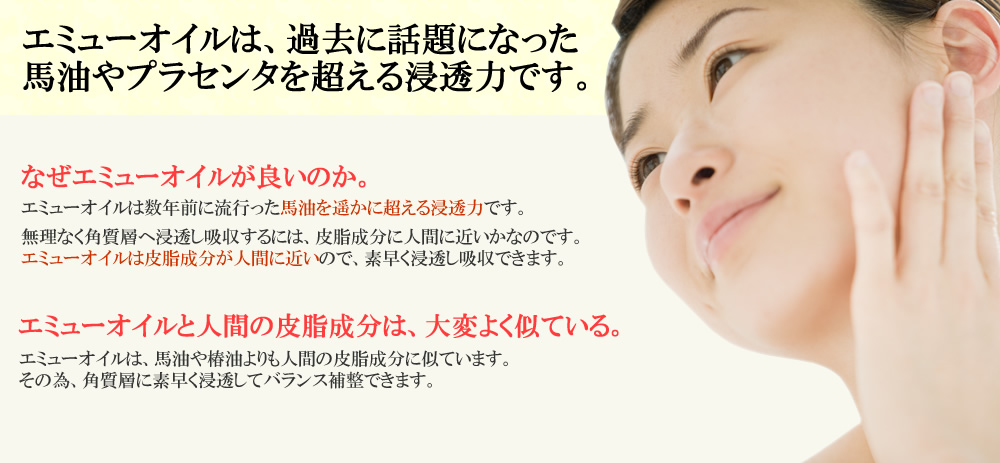 エミューオイルは、過去に話題になった
馬油やプラセンタを超える浸透力です。
なぜエミューオイルが良いのか。
エミューオイルは数年前に流行った馬油を遥かに超える浸透力です。
無理なく角質層へ浸透し吸収するには、皮脂成分に人間に近いかなのです。
エミューオイルは皮脂成分が人間に近いので、素早く浸透し吸収できます。
エミューオイルと人間の皮脂成分は、大変よく似ている。
エミューオイルは、馬油や椿油よりも人間の皮脂成分に似ています。
その為、角質層に素早く浸透してバランス補整できます。